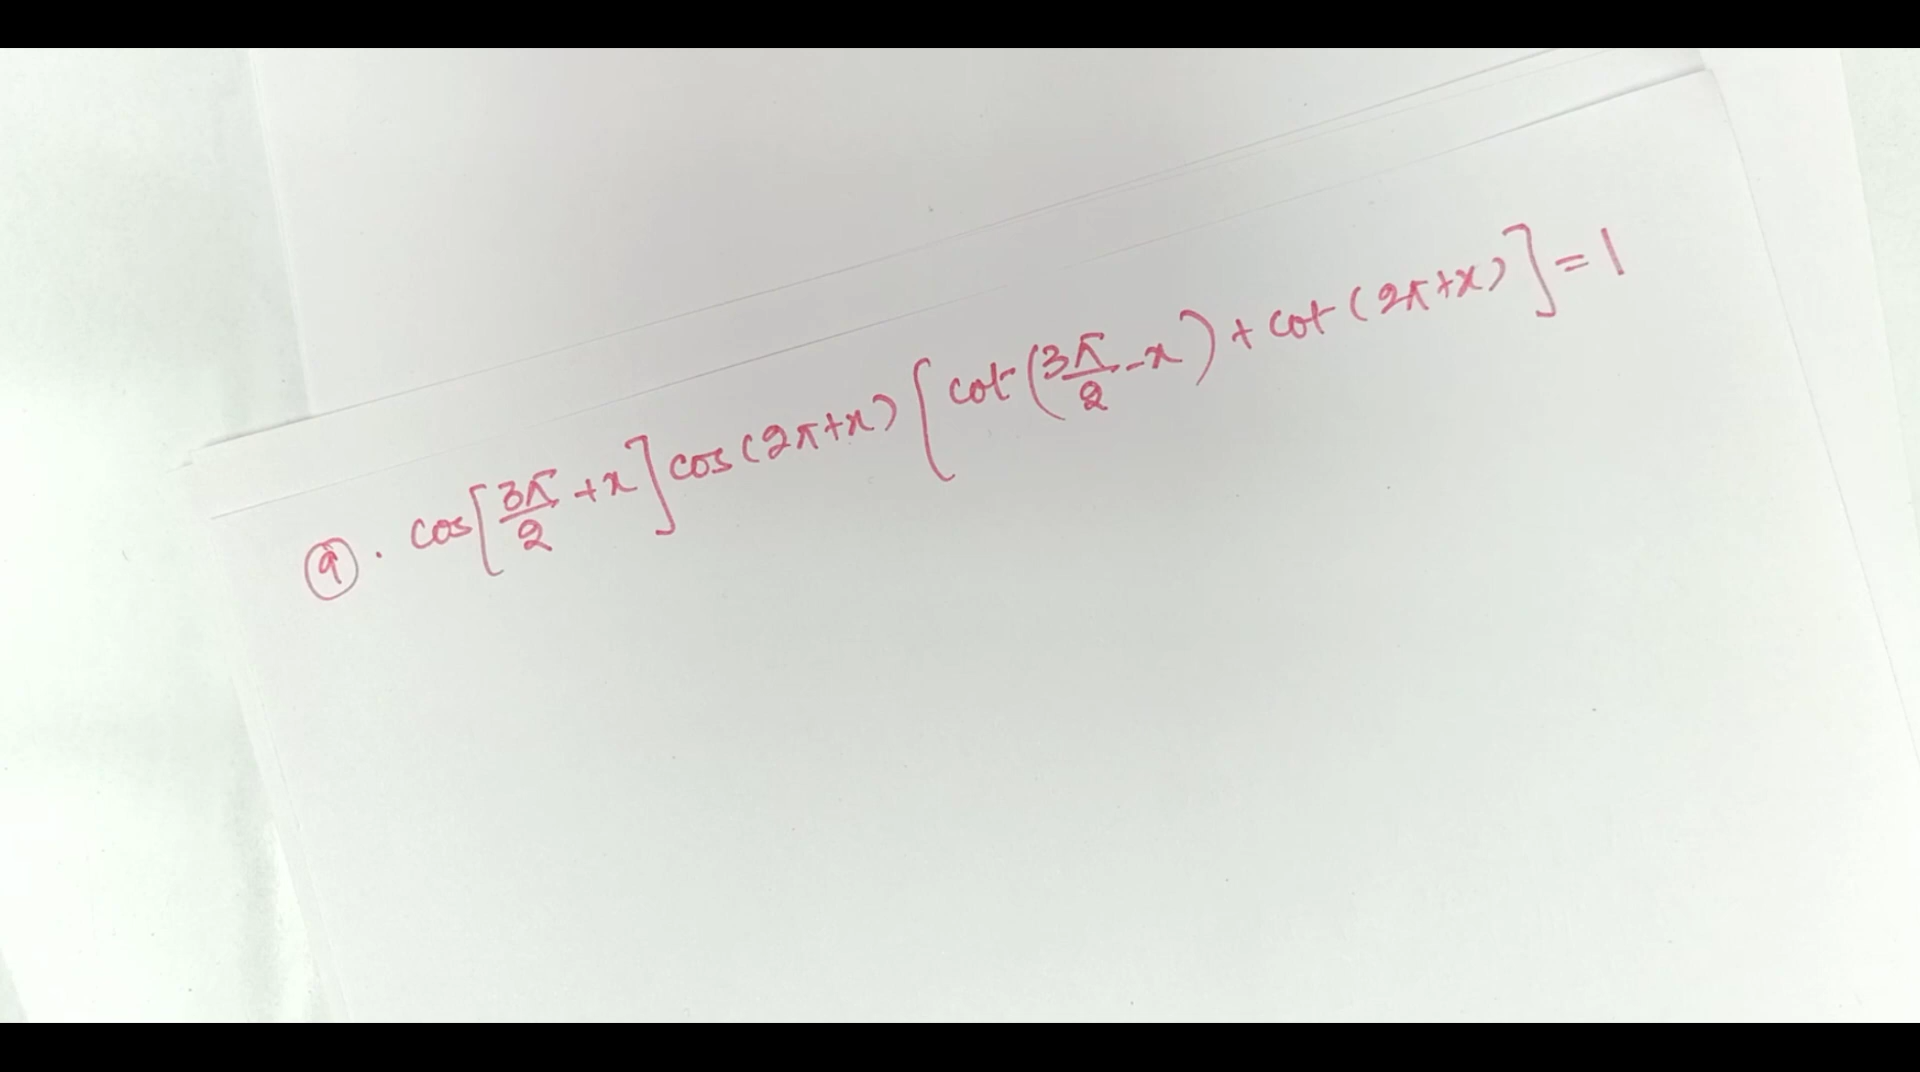 9. cos[3π/2 + x] cos(2π+x) [cot(3π/2 - x) + cot(2π+x)] = 1